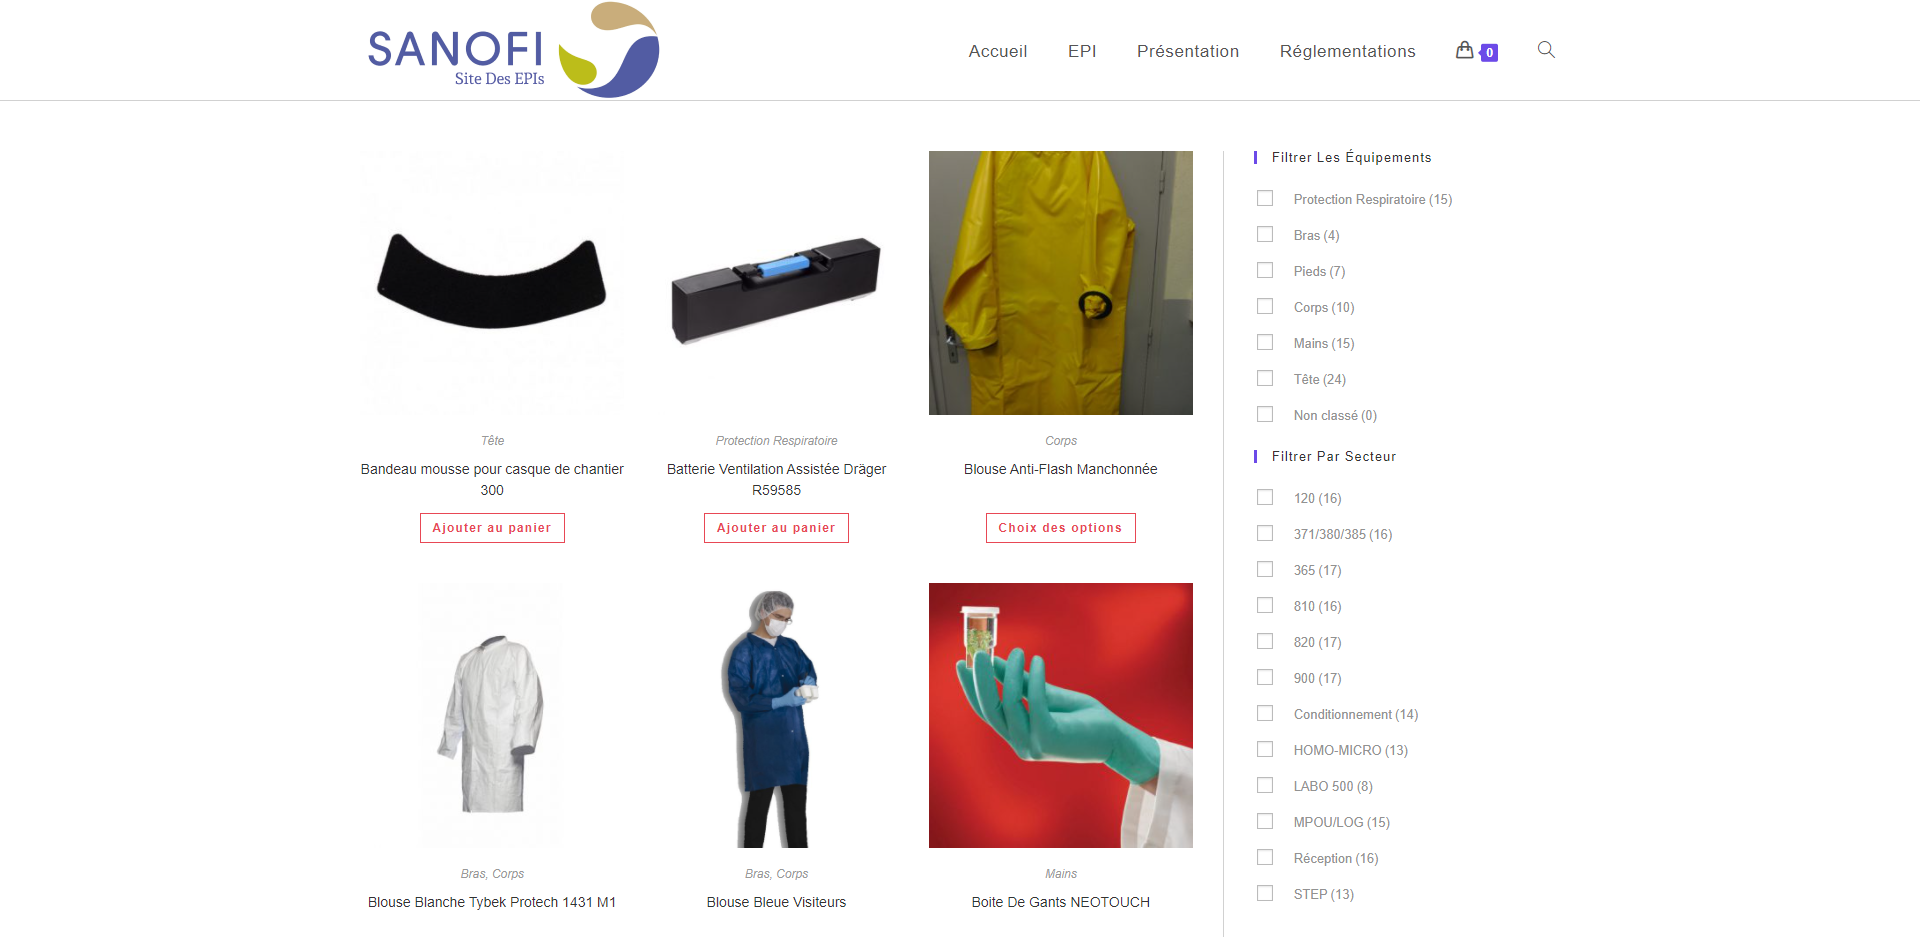 SANOFI
Site Des EPIs
Accueil
EPI
Présentation
Réglementations
0
Tête
Bandeau mousse pour casque de chantier
300
Ajouter au panier
Protection Respiratoire
Batterie Ventilation Assistée Dräger
R59585
Ajouter au panier
Corps
Blouse Anti-Flash Manchonnée
Choix des options
Bras, Corps
Blouse Blanche Tybek Protech 1431 M1
Bras, Corps
Blouse Bleue Visiteurs
Mains
Boite De Gants NEOTOUCH
Filtrer Les Équipements
Protection Respiratoire (15)
Bras (4)
Pieds (7)
Corps (10)
Mains (15)
Tête (24)
Non classé (0)
Filtrer Par Secteur
120 (16)
371/380/385 (16)
365 (17)
810 (16)
820 (17)
900 (17)
Conditionnement (14)
HOMO-MICRO (13)
LABO 500 (8)
MPOU/LOG (15)
Réception (16)
STEP (13)